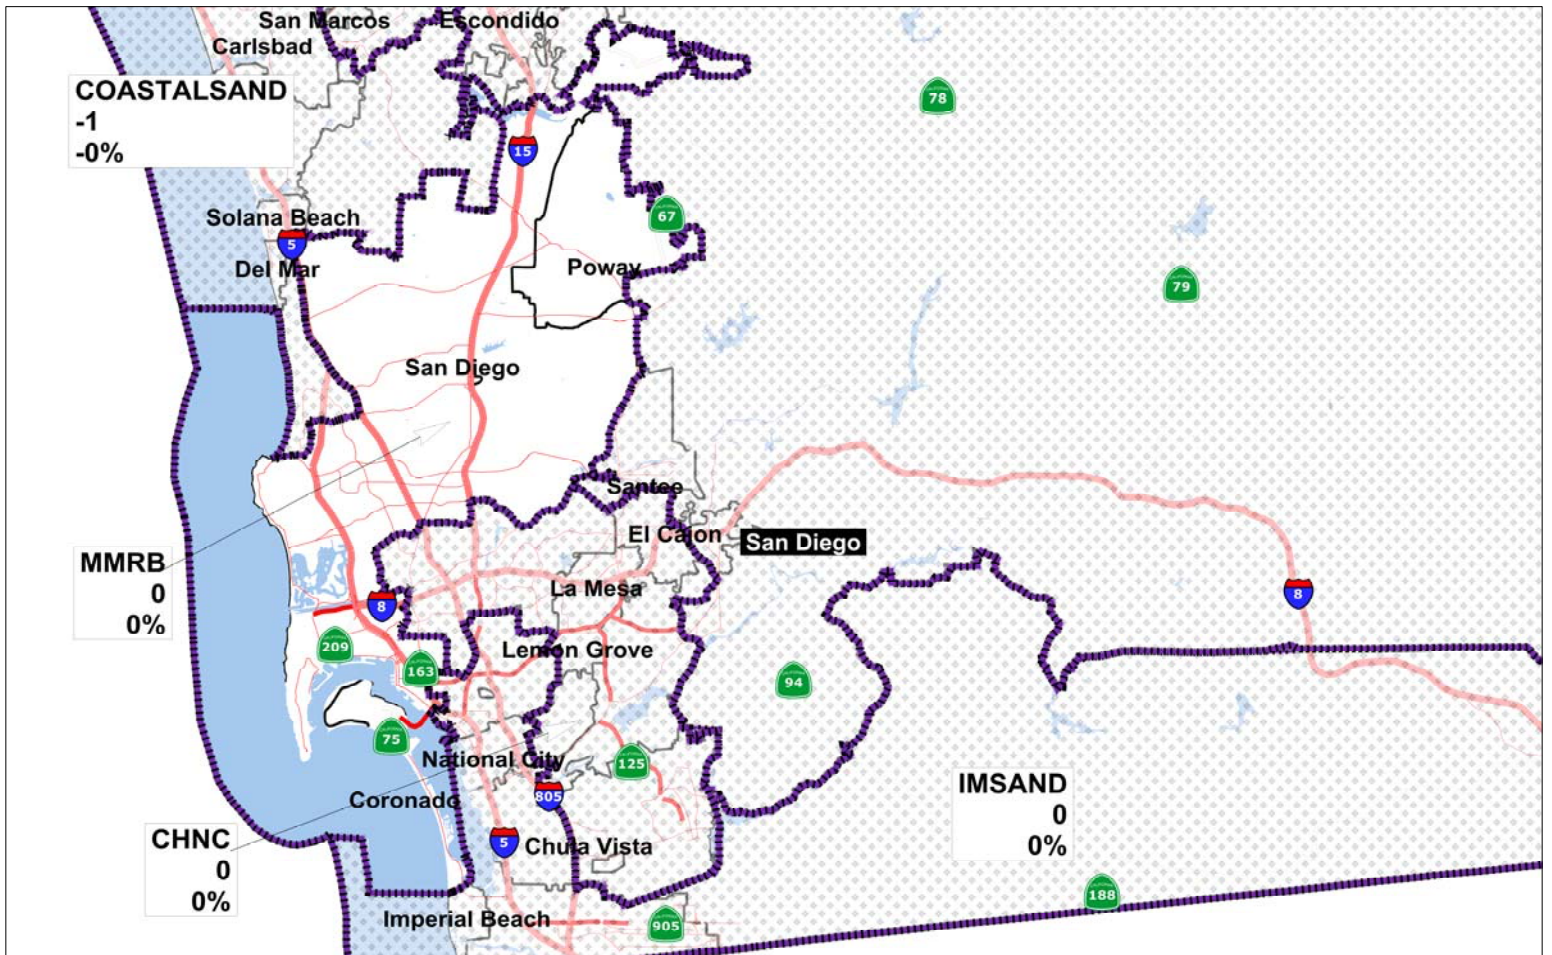 San Marcos
Escondido
Carlsbad
COASTALSAND
-1
-0%
78
15
Solana Beach
67
5
Del Mar
Poway
79
San Diego
Santee
El Cajon
San Diego
MMRB
0
0%
La Mesa
8
8
209
Lemon Grove
163
94
75
National City
125
Coronado
805
IMSAND
0
0%
CHNC
0
0%
5
Chula Vista
188
Imperial Beach
905